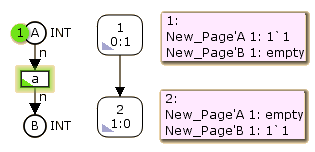 1 A INT
n
a
n
B INT
1
0:1
2
1:0
1:
New_Page'A 1: 1`1
New_Page'B 1: empty
2:
New_Page'A 1: empty
New_Page'B 1: 1`1